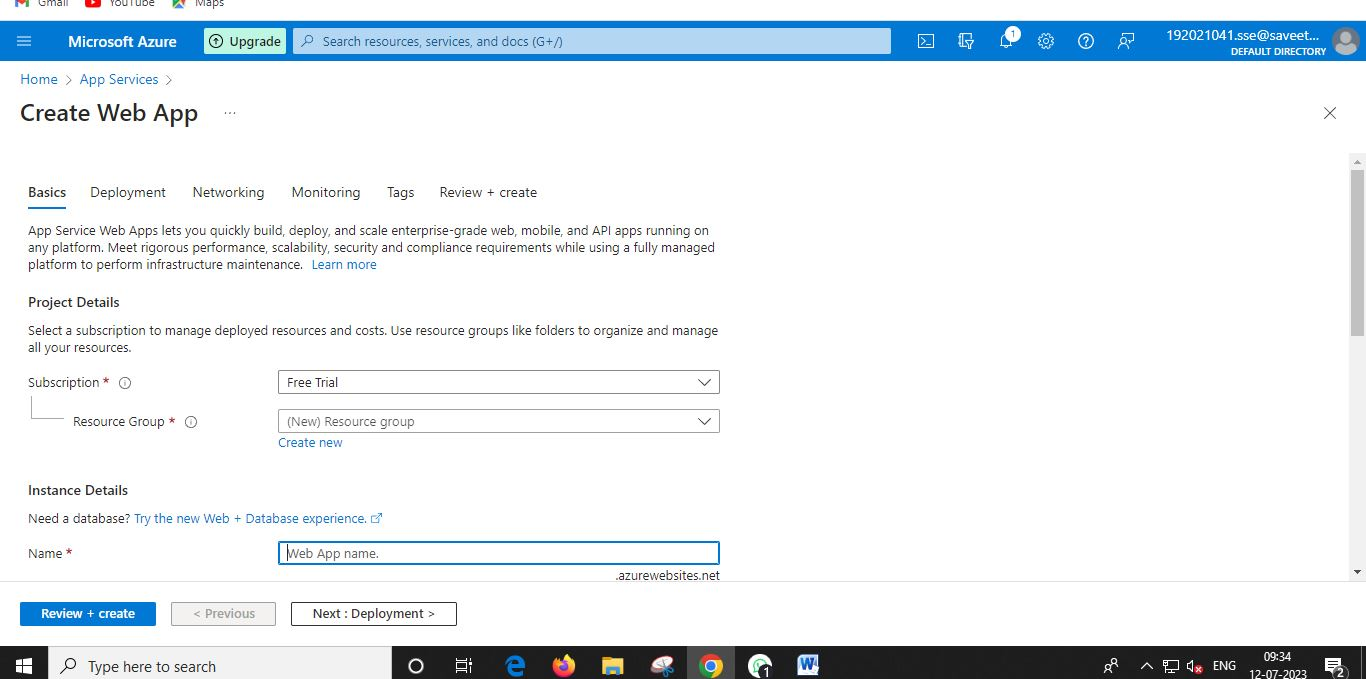 Gmail YouTube Maps
Microsoft Azure Upgrade Search resources, services, and docs (G+/) 1 192021041.sse@saveet...
DEFAULT DIRECTORY
Home > App Services >
Create Web App ...
Basics Deployment Networking Monitoring Tags Review + create
App Service Web Apps lets you quickly build, deploy, and scale enterprise-grade web, mobile, and API apps running on
any platform. Meet rigorous performance, scalability, security and compliance requirements while using a fully managed
platform to perform infrastructure maintenance. Learn more
Project Details
Select a subscription to manage deployed resources and costs. Use resource groups like folders to organize and manage
all your resources.
Subscription * Free Trial
Resource Group * (New) Resource group
Create new
Instance Details
Need a database? Try the new Web + Database experience.
Name * Web App name.
.azurewebsites.net
Review + create < Previous Next : Deployment >
Type here to search 1 ENG 09:34
12-07-2023 2